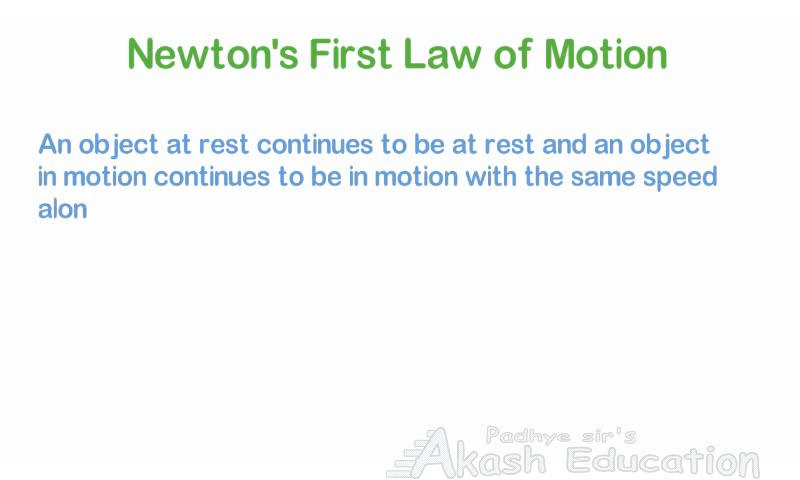 Newton's First Law of Motion
An object at rest continues to be at rest and an object
in motion continues to be in motion with the same speed
alon
Padhye sir's
Akash Education